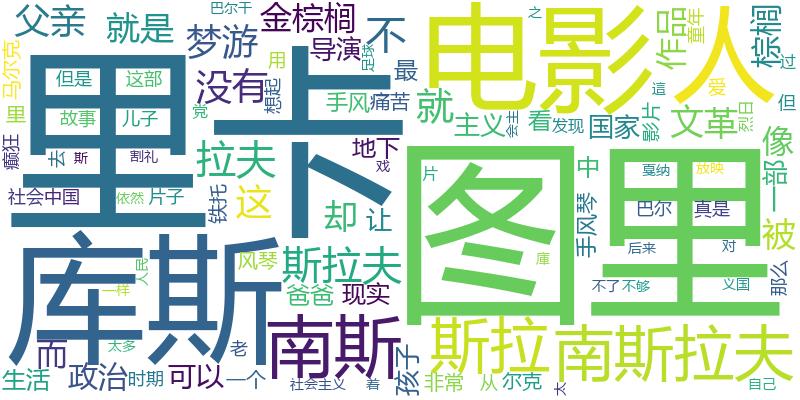 父亲
就是
巴尔干
金棕榈
不
之
马尔克
但是
这部
梦游
导演
用
足球
电影
人
作品
童年
棕榈
里
卡
没有
最
想起
过
里
故事
儿子
党
手风
痛苦
就
主义
会主
看
发现
国家
影片
這
爱
烈日
但
癫狂
去
斯
割礼
拉夫
地下
戏
文革
像
社会中国
依然
片子
铁托
这
却
让
图里
片
中
戛纳
放映
一部
库斯
风琴
斯拉夫
手风琴
巴尔
真是
被
人民
一样
爸爸
现实
庫
后来
对
那么
不了
不够
义国
而
太多
老
南斯
孩子
斯拉
南斯拉夫
生活
政治
时期
可以
一个
社会主义
着
非常
从
尔克
太
自己